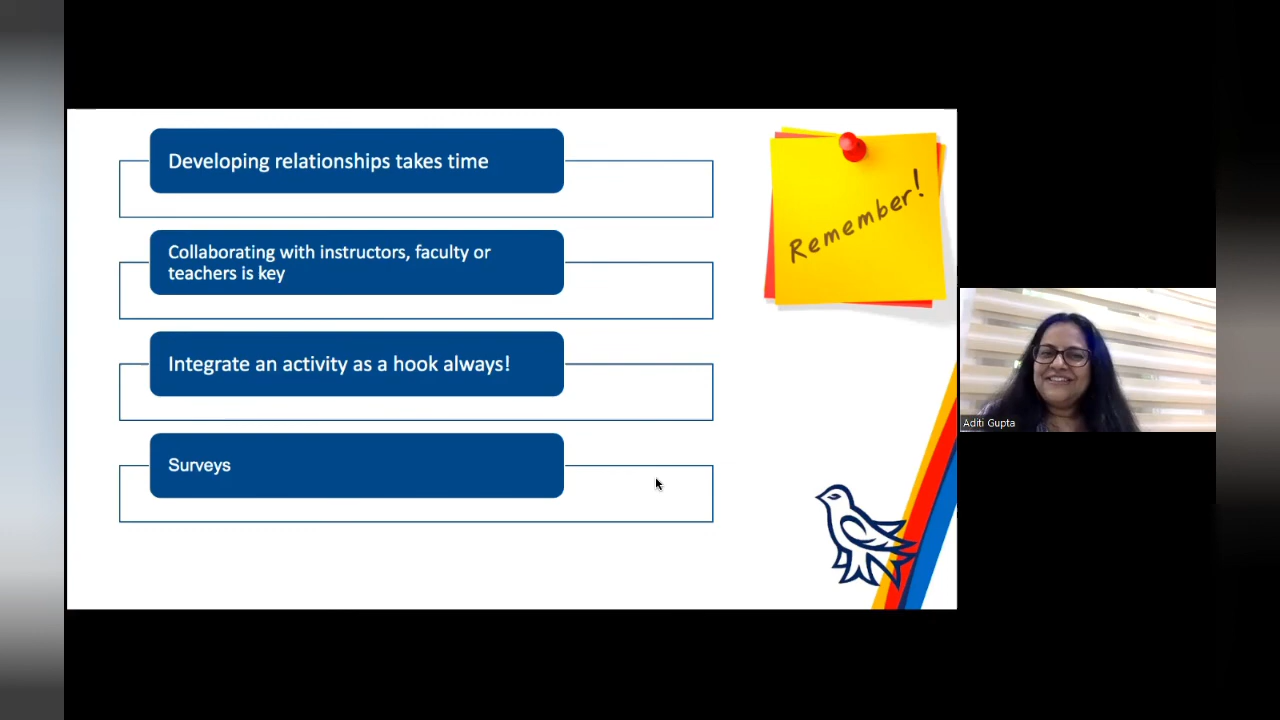 Developing relationships takes time
Collaborating with instructors, faculty or
teachers is key
Integrate an activity as a hook always!
Surveys
Remember!
Aditi Gupta